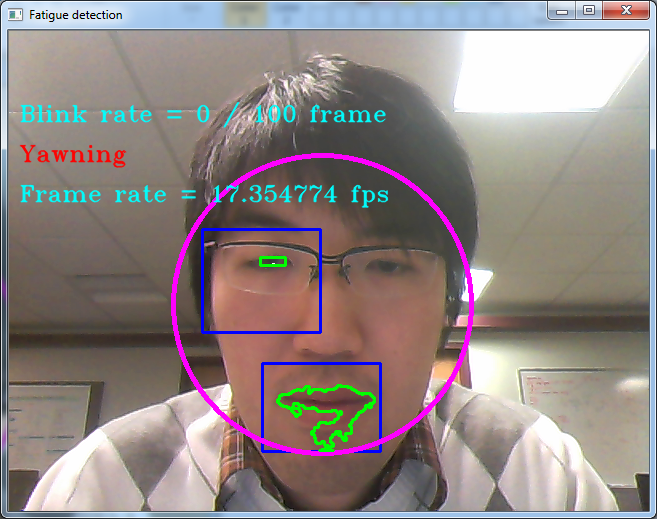 Fatigue detection
Blink rate = 0 / 100 frame
Yawning
Frame rate = 17.354774 fps